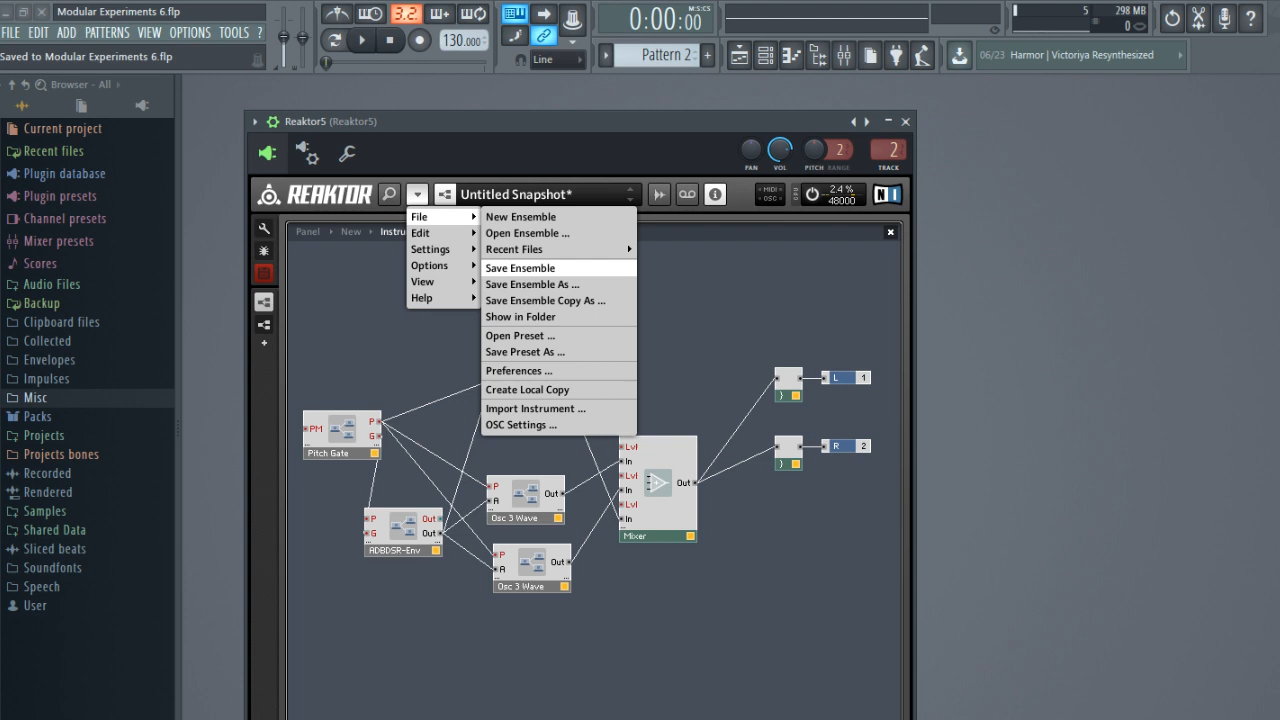 Modular Experiments 6.flp
FILE EDIT ADD PATTERNS VIEW OPTIONS TOOLS ?
Saved to Modular Experiments 6.flp
3.2.
130.000
Line
0:00:00
M:S:CS
Pattern 2
5
298 MB
0
06/23 Harmor | Victoriya Resynthesized
Browser - All
Current project
Recent files
Plugin database
Plugin presets
Channel presets
Mixer presets
Scores
Audio Files
Backup
Clipboard files
Collected
Envelopes
Impulses
Misc
Packs
Projects
Projects bones
Recorded
Rendered
Samples
Shared Data
Sliced beats
Soundfonts
Speech
User
Reaktor5 (Reaktor5)
PAN VOL PITCH RANGE TRACK
2
2
REAKTOR
Untitled Snapshot*
MIDI
OSC
2.4 %
48000
NI
Panel New Instru
File
Edit
Settings
Options
View
Help
New Ensemble
Open Ensemble ...
Recent Files
Save Ensemble
Save Ensemble As ...
Save Ensemble Copy As ...
Show in Folder
Open Preset ...
Save Preset As ...
Preferences ...
Create Local Copy
Import Instrument ...
OSC Settings ...
PM P
G
Pitch Gate
P Out
G Out
ADBDSR-Env
P
A Out
Osc 3 Wave
P
A Out
Osc 3 Wave
Lvl
In
Lvl
In
Lvl
In
Out
Mixer
L 1
R 2